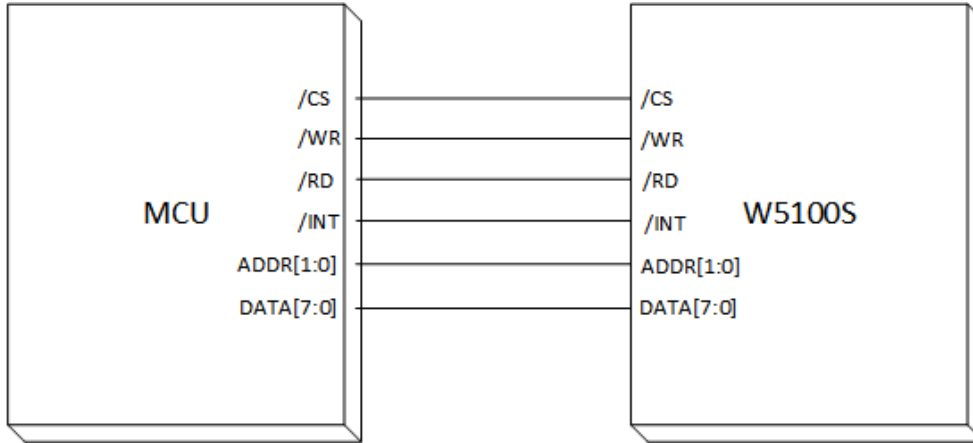 MCU
/CS
/WR
/RD
/INT
ADDR[1:0]
DATA[7:0]
/CS
/WR
/RD
/INT
ADDR[1:0]
DATA[7:0]
W5100S